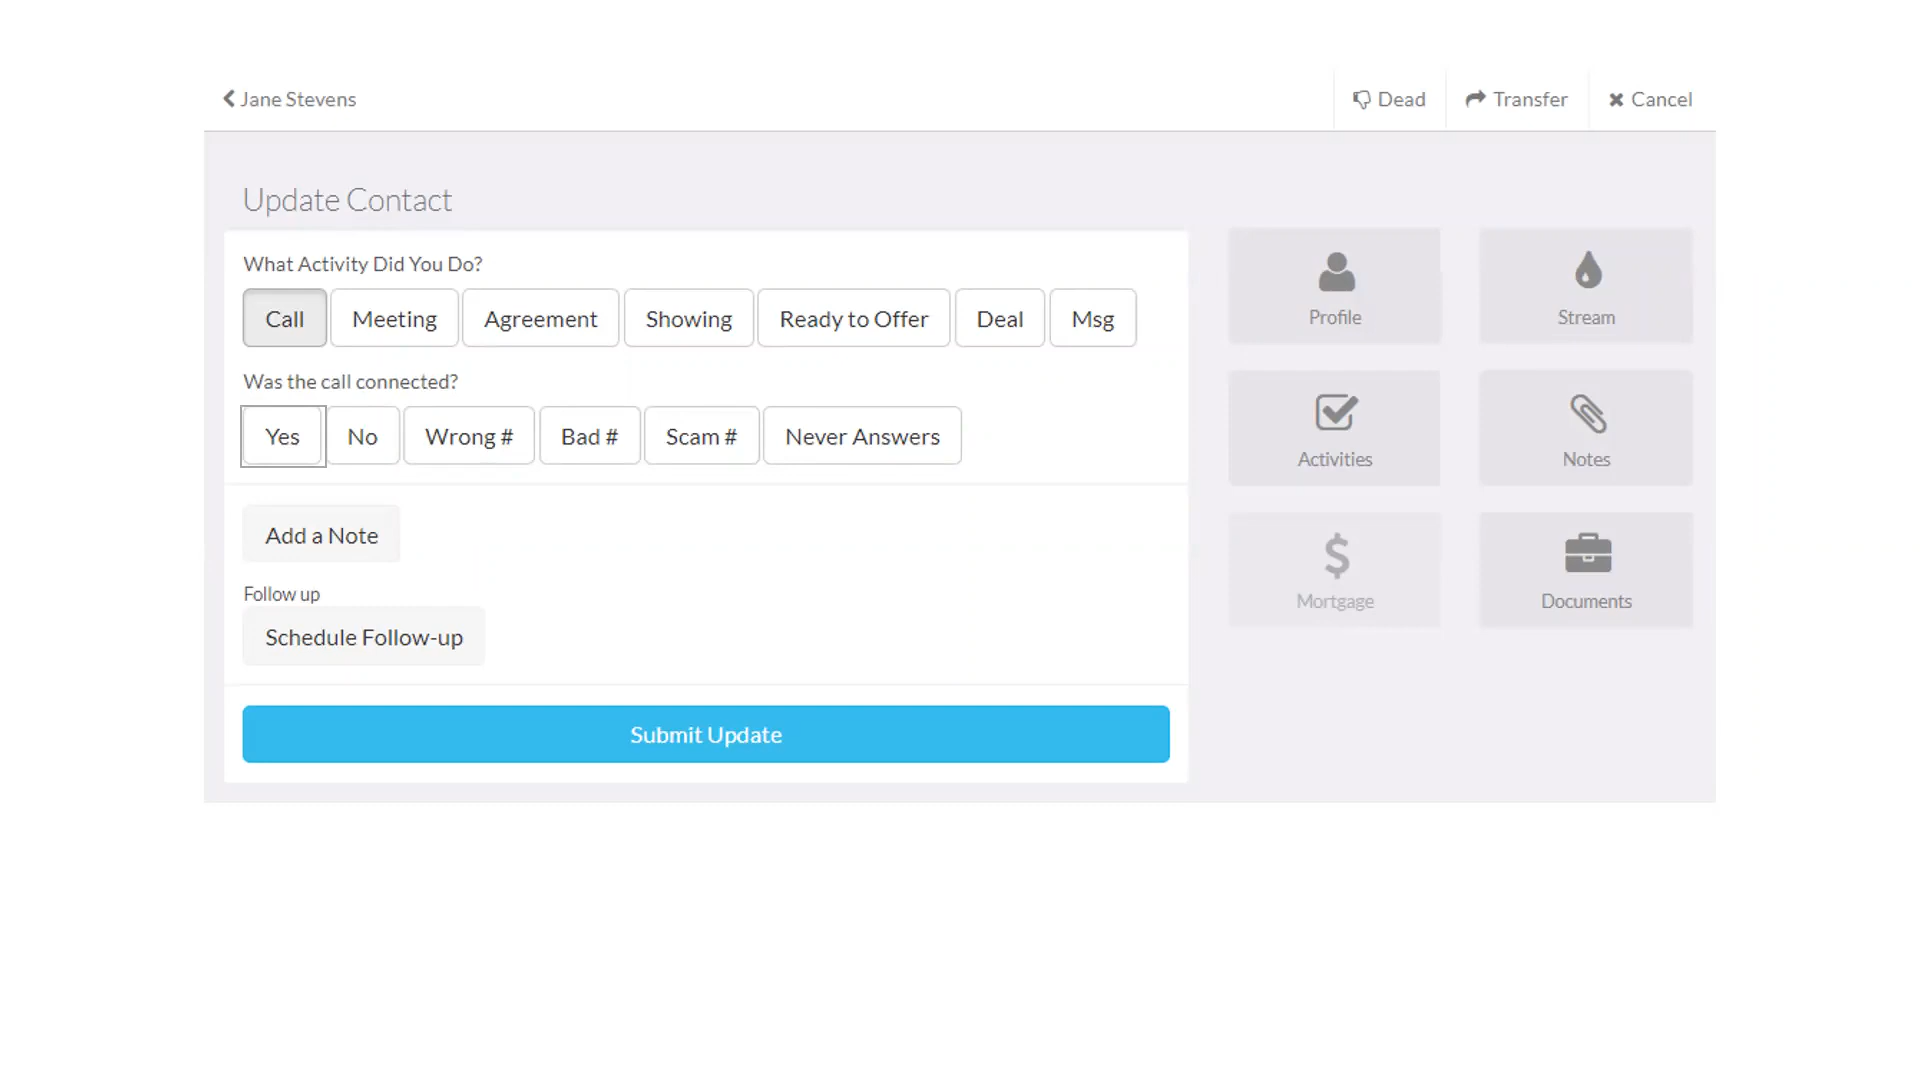 Jane Stevens
Dead
Transfer
Cancel
Update Contact
What Activity Did You Do?
Call
Meeting
Agreement
Showing
Ready to Offer
Deal
Msg
Was the call connected?
Yes
No
Wrong #
Bad #
Scam #
Never Answers
Add a Note
Follow up
Schedule Follow-up
Submit Update
Profile
Stream
Activities
Notes
Mortgage
Documents